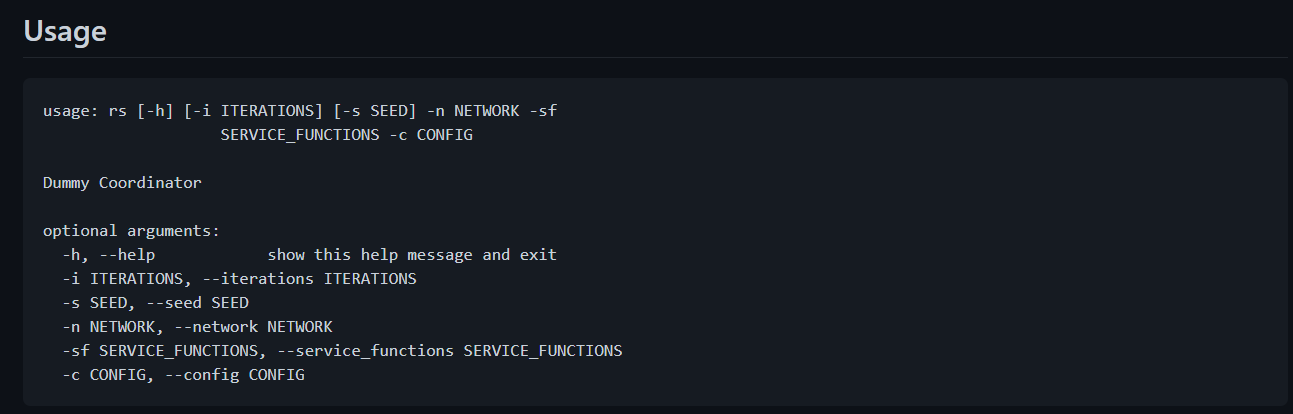 Usage
usage: rs [-h] [-i ITERATIONS] [-s SEED] -n NETWORK -sf
SERVICE_FUNCTIONS -c CONFIG
Dummy Coordinator
optional arguments:
-h, --help show this help message and exit
-i ITERATIONS, --iterations ITERATIONS
-s SEED, --seed SEED
-n NETWORK, --network NETWORK
-sf SERVICE_FUNCTIONS, --service_functions SERVICE_FUNCTIONS
-c CONFIG, --config CONFIG